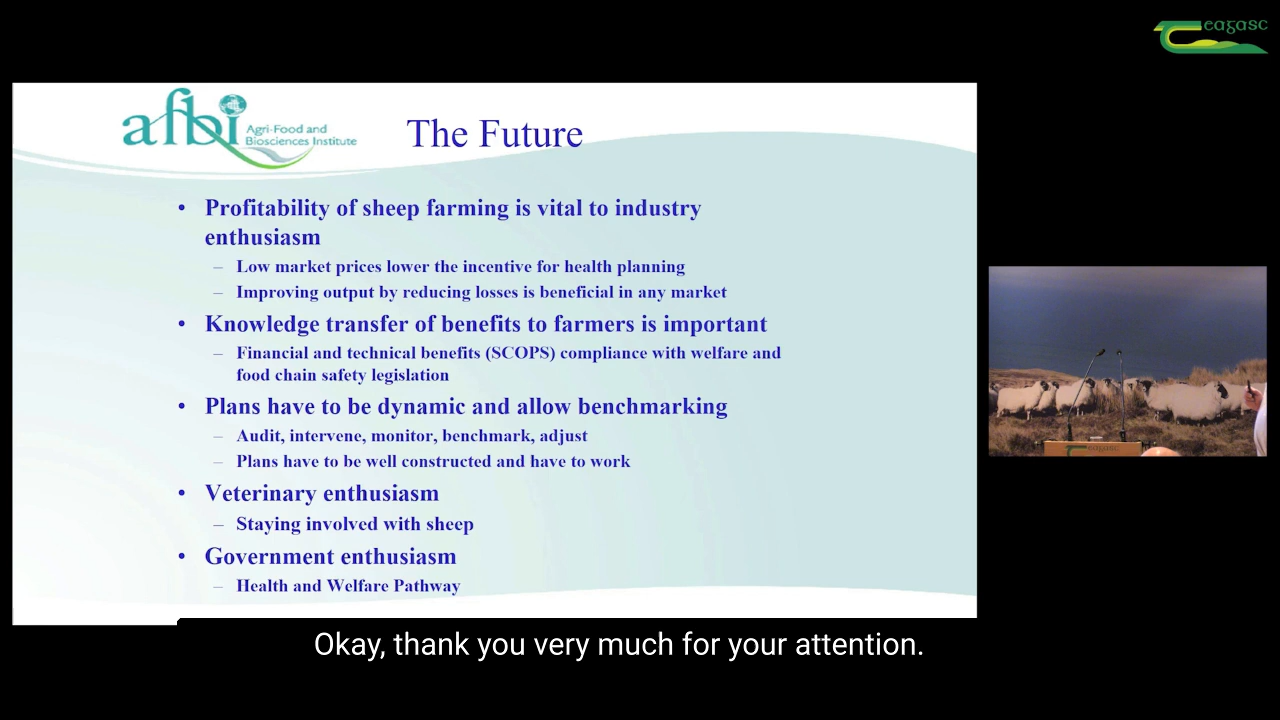 eagasc
afbi
Agri-Food and
Biosciences Institute
The Future
• Profitability of sheep farming is vital to industry
enthusiasm
– Low market prices lower the incentive for health planning
– Improving output by reducing losses is beneficial in any market
• Knowledge transfer of benefits to farmers is important
– Financial and technical benefits (SCOPS) compliance with welfare and
food chain safety legislation
• Plans have to be dynamic and allow benchmarking
– Audit, intervene, monitor, benchmark, adjust
– Plans have to be well constructed and have to work
• Veterinary enthusiasm
– Staying involved with sheep
• Government enthusiasm
– Health and Welfare Pathway
Okay, thank you very much for your attention.